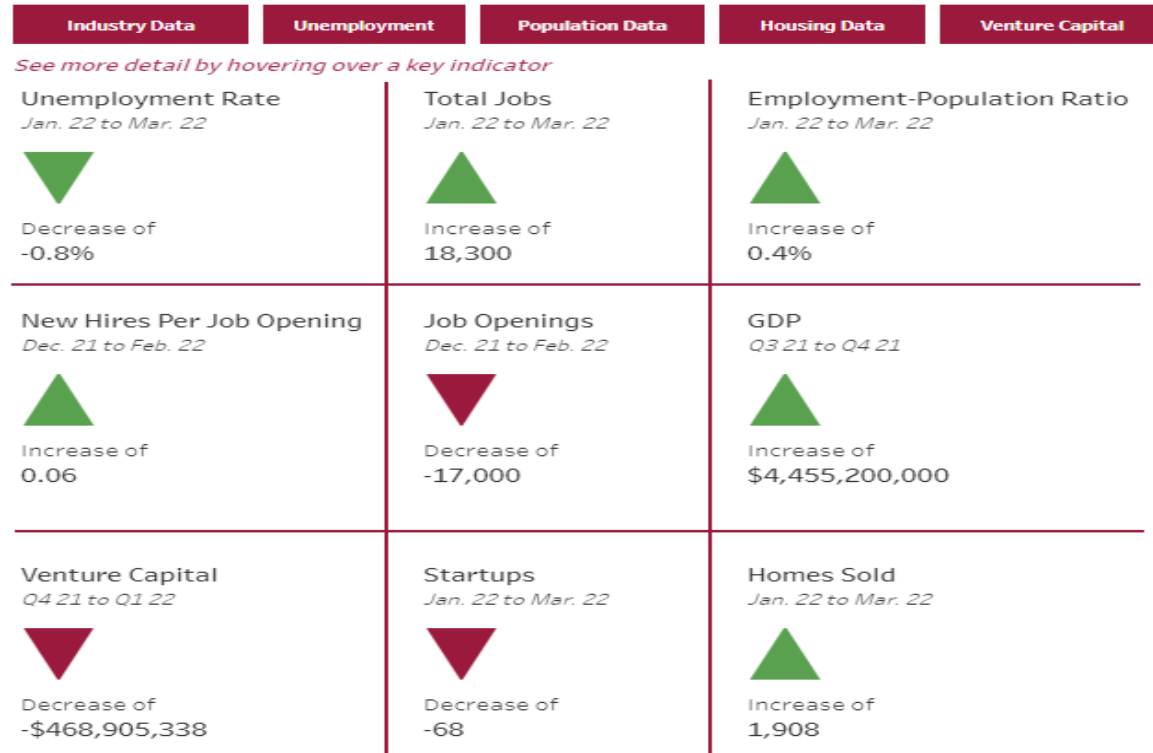 Industry Data
Unemployment
Population Data
Housing Data
Venture Capital
See more detail by hovering over a key indicator
Unemployment Rate
Jan. 22 to Mar. 22
Decrease of
-0.8%
Total Jobs
Jan. 22 to Mar. 22
Increase of
18,300
Employment-Population Ratio
Jan. 22 to Mar. 22
Increase of
0.4%
New Hires Per Job Opening
Dec. 21 to Feb. 22
Increase of
0.06
Job Openings
Dec. 21 to Feb. 22
Decrease of
-17,000
GDP
Q3 21 to Q4 21
Increase of
$4,455,200,000
Venture Capital
Q4 21 to Q1 22
Decrease of
-$468,905,338
Startups
Jan. 22 to Mar. 22
Decrease of
-68
Homes Sold
Jan. 22 to Mar. 22
Increase of
1,908